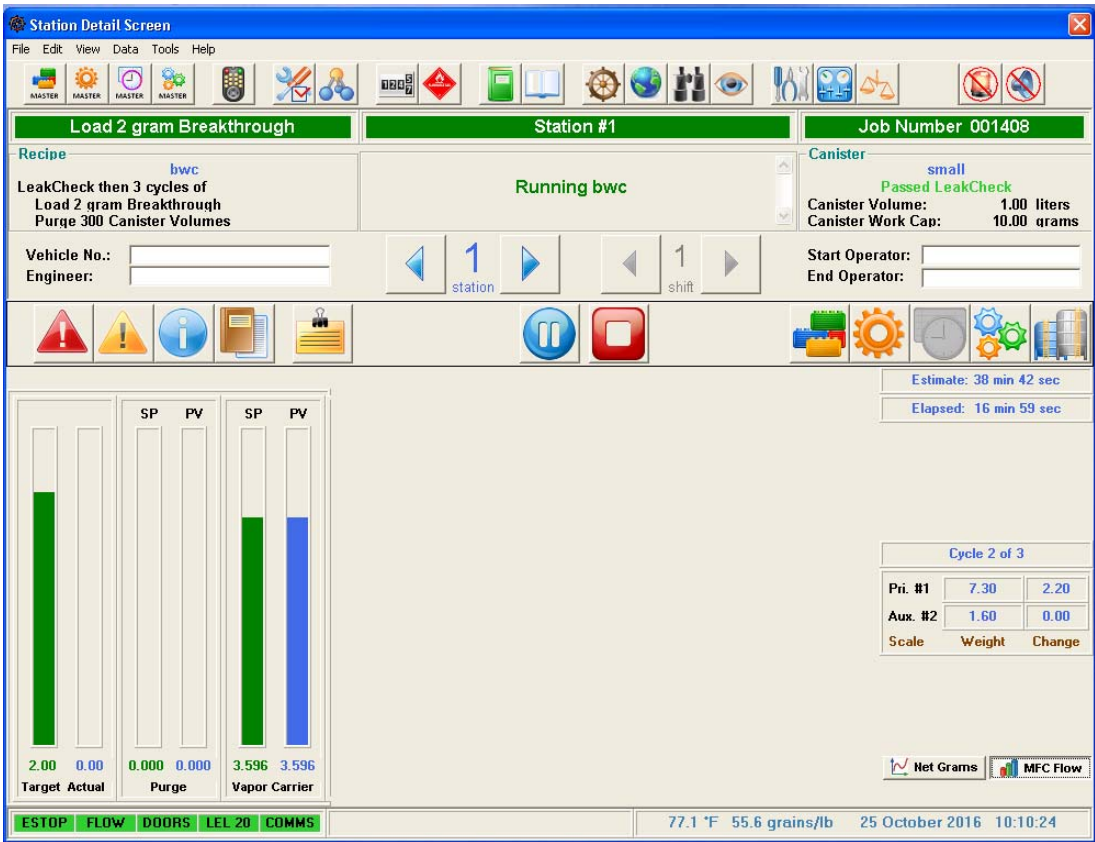 Station Detail Screen
File Edit View Data Tools Help
MASTER MASTER MASTER MASTER
Load 2 gram Breakthrough Station #1 Job Number 001408
Recipe
bwc
LeakCheck then 3 cycles of
Load 2 gram Breakthrough
Purge 300 Canister Volumes
Running bwc
Canister
small
Passed LeakCheck
Canister Volume: 1.00 liters
Canister Work Cap: 10.00 grams
Vehicle No.:
Engineer:
1
station
1
shift
Start Operator:
End Operator:
Estimate: 38 min 42 sec
Elapsed: 16 min 59 sec
SP PV SP PV
Cycle 2 of 3
Pri. #1 7.30 2.20
Aux. #2 1.60 0.00
Scale Weight Change
2.00 0.00 0.000 0.000 3.596 3.596
Target Actual Purge Vapor Carrier
Net Grams MFC Flow
ESTOP FLOW DOORS LEL 20 COMMS
77.1 °F 55.6 grains/lb 25 October 2016 10:10:24